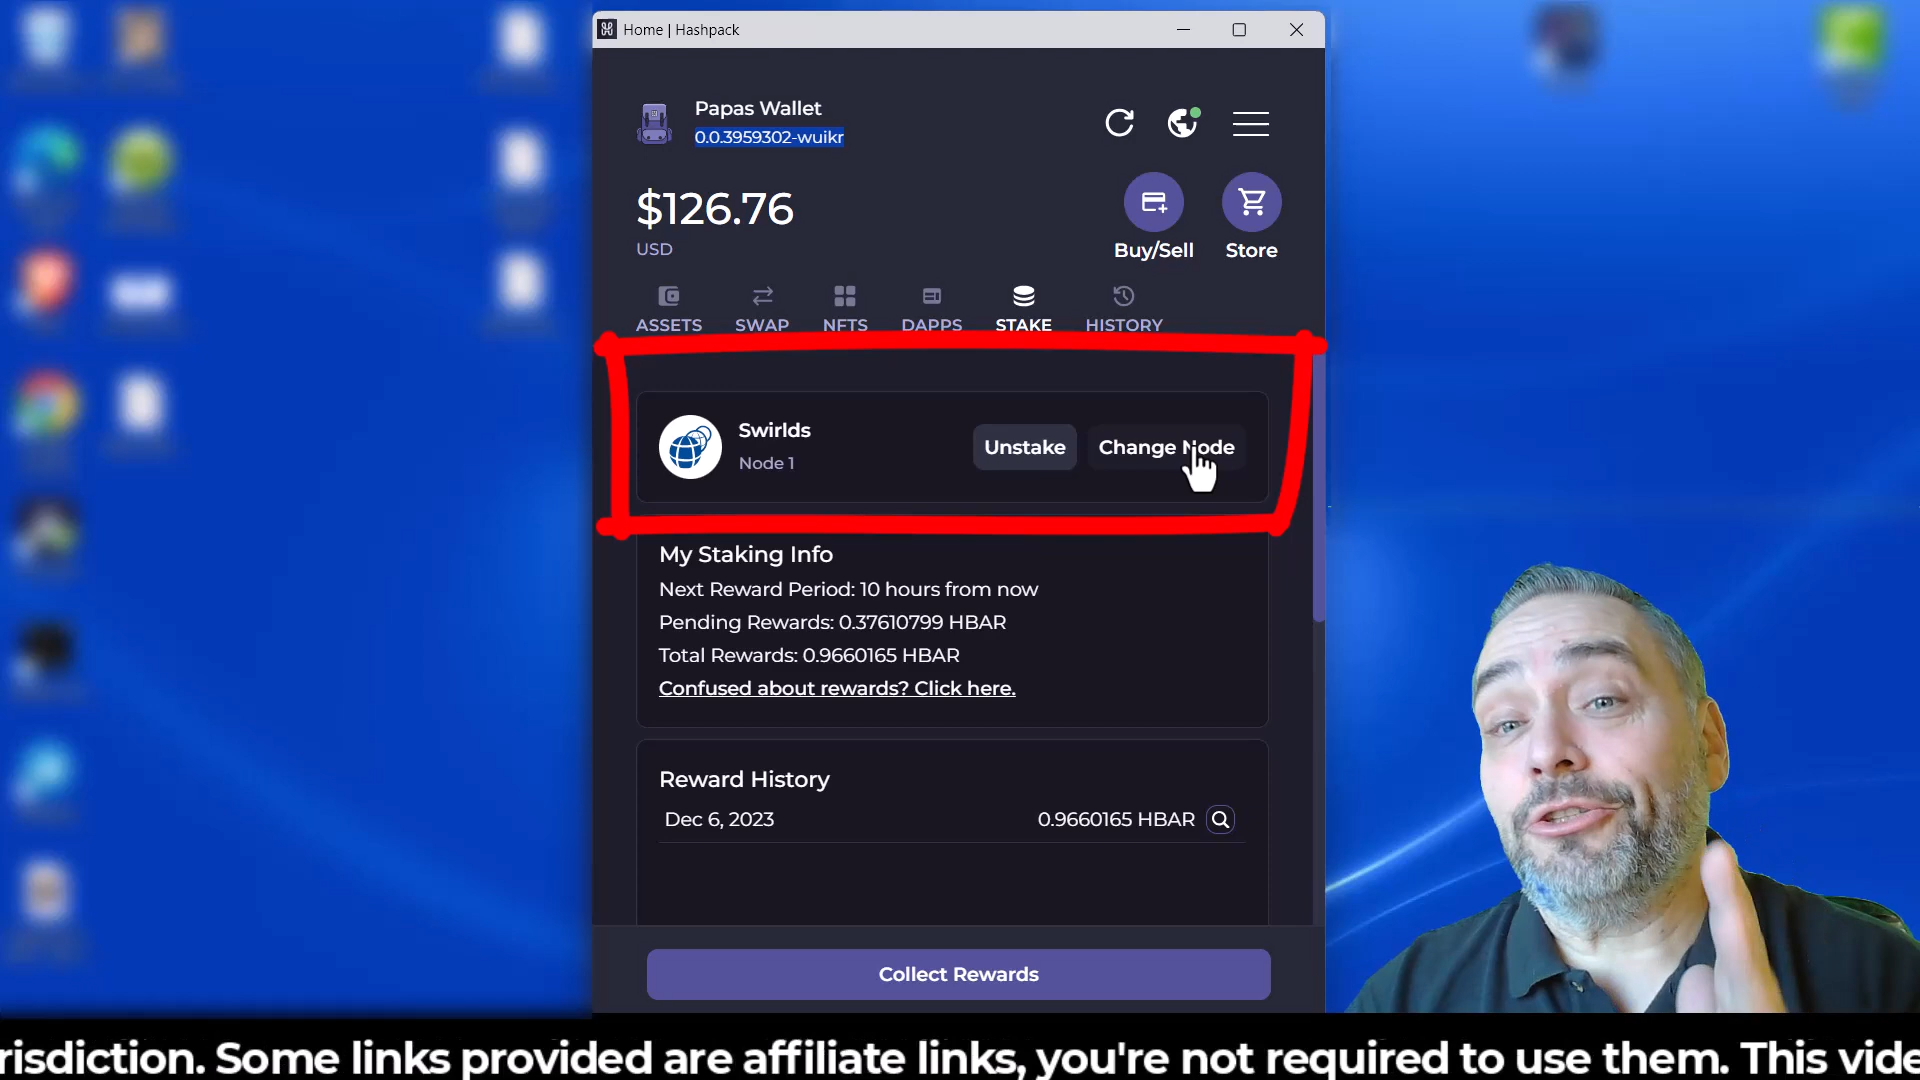 Home | Hashpack
Papas Wallet
0.0.3959302-wuikr
$126.76
USD
Buy/Sell
Store
ASSETS
SWAP
NFTS
DAPPS
STAKE
HISTORY
Swirlds
Node 1
Unstake
Change Node
My Staking Info
Next Reward Period: 10 hours from now
Pending Rewards: 0.37610799 HBAR
Total Rewards: 0.9660165 HBAR
Confused about rewards? Click here.
Reward History
Dec 6, 2023
0.9660165 HBAR
Collect Rewards
risdiction. Some links provided are affiliate links, you're not required to use them. This vide